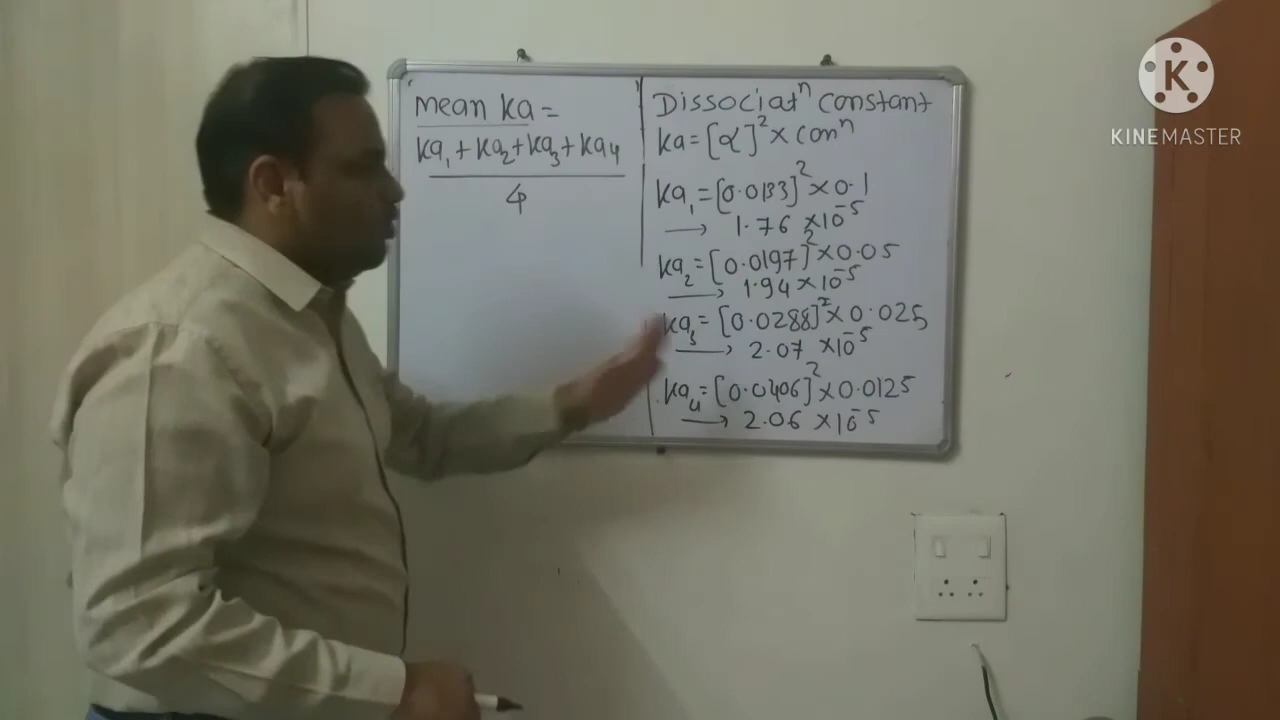 mean ka =
ka₁ + ka₂ + ka₃ + ka₄
4
Dissociatⁿ constant
ka = [α]² × conⁿ
ka₁ = [0.0133]² × 0.1
→ 1.76 × 10⁻⁵
ka₂ = [0.0197]² × 0.05
→ 1.94 × 10⁻⁵
ka₃ = [0.0288]² × 0.025
→ 2.07 × 10⁻⁵
ka₄ = [0.0406]² × 0.0125
→ 2.06 × 10⁻⁵
K
KINEMASTER